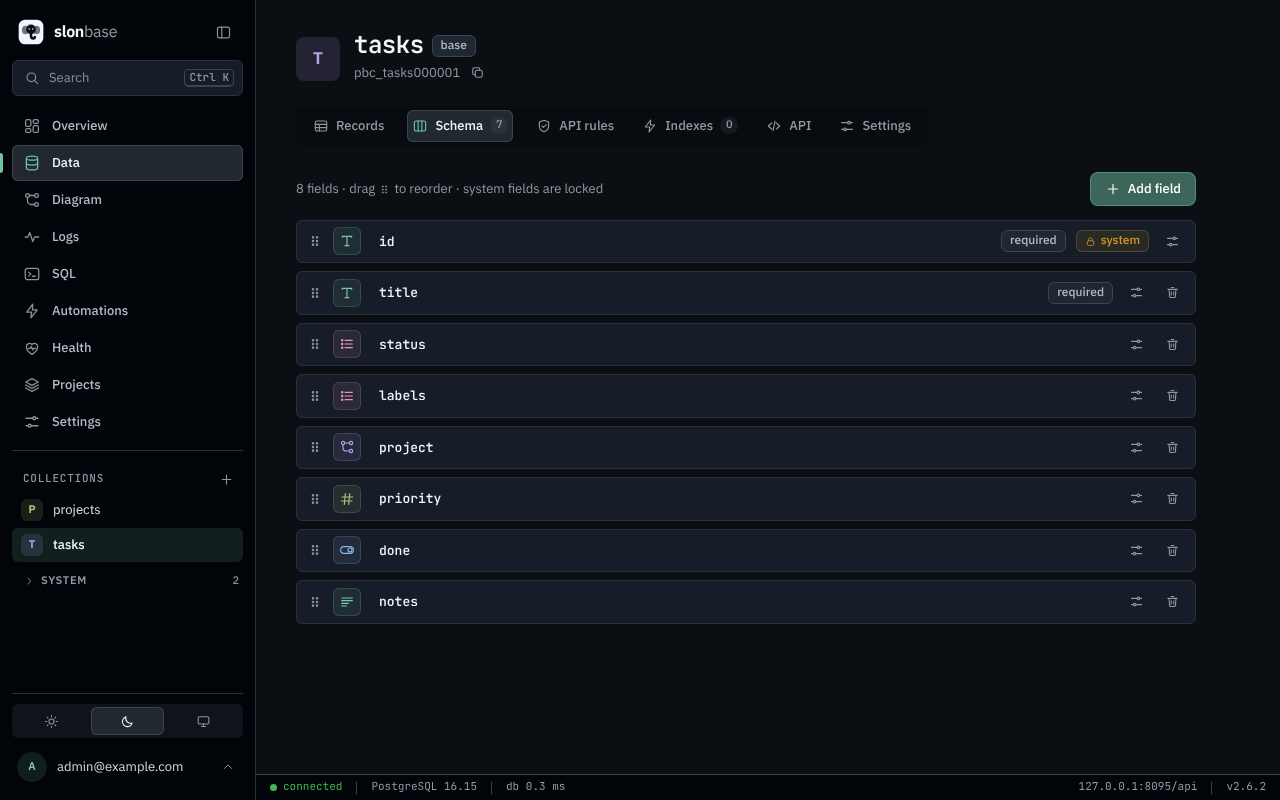 slonbase
Search Ctrl K
Overview
Data
Diagram
Logs
SQL
Automations
Health
Projects
Settings
COLLECTIONS
P projects
T tasks
SYSTEM 2
A admin@example.com
T
tasks base
pbc_tasks000001
Records Schema 7 API rules Indexes 0 API Settings
8 fields · drag to reorder · system fields are locked
Add field
id required system
title required
status
labels
project
priority
done
notes
connected PostgreSQL 16.15 db 0.3 ms 127.0.0.1:8095/api v2.6.2